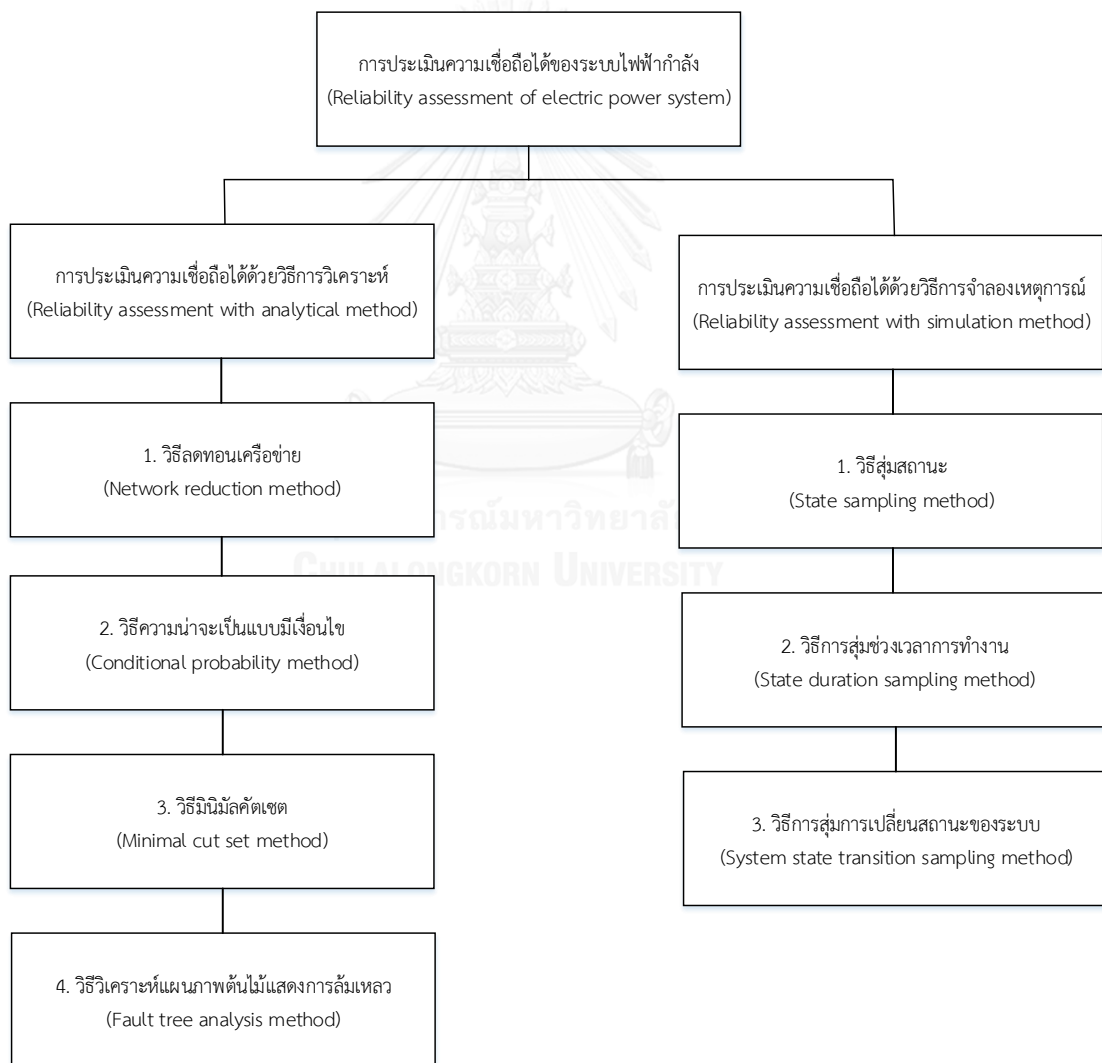 การประเมินความเชื่อถือได้ของระบบไฟฟ้ากำลัง
(Reliability assessment of electric power system)
การประเมินความเชื่อถือได้ด้วยวิธีการวิเคราะห์
(Reliability assessment with analytical method)
1. วิธีลดทอนเครือข่าย
(Network reduction method)
2. วิธีความน่าจะเป็นแบบมีเงื่อนไข
(Conditional probability method)
3. วิธีมินิมัลคัตเซต
(Minimal cut set method)
4. วิธีวิเคราะห์แผนภาพต้นไม้แสดงการล้มเหลว
(Fault tree analysis method)
การประเมินความเชื่อถือได้ด้วยวิธีการจำลองเหตุการณ์
(Reliability assessment with simulation method)
1. วิธีสุ่มสถานะ
(State sampling method)
2. วิธีการสุ่มช่วงเวลาการทำงาน
(State duration sampling method)
3. วิธีการสุ่มการเปลี่ยนสถานะของระบบ
(System state transition sampling method)
CHULALONGKORN UNIVERSITY